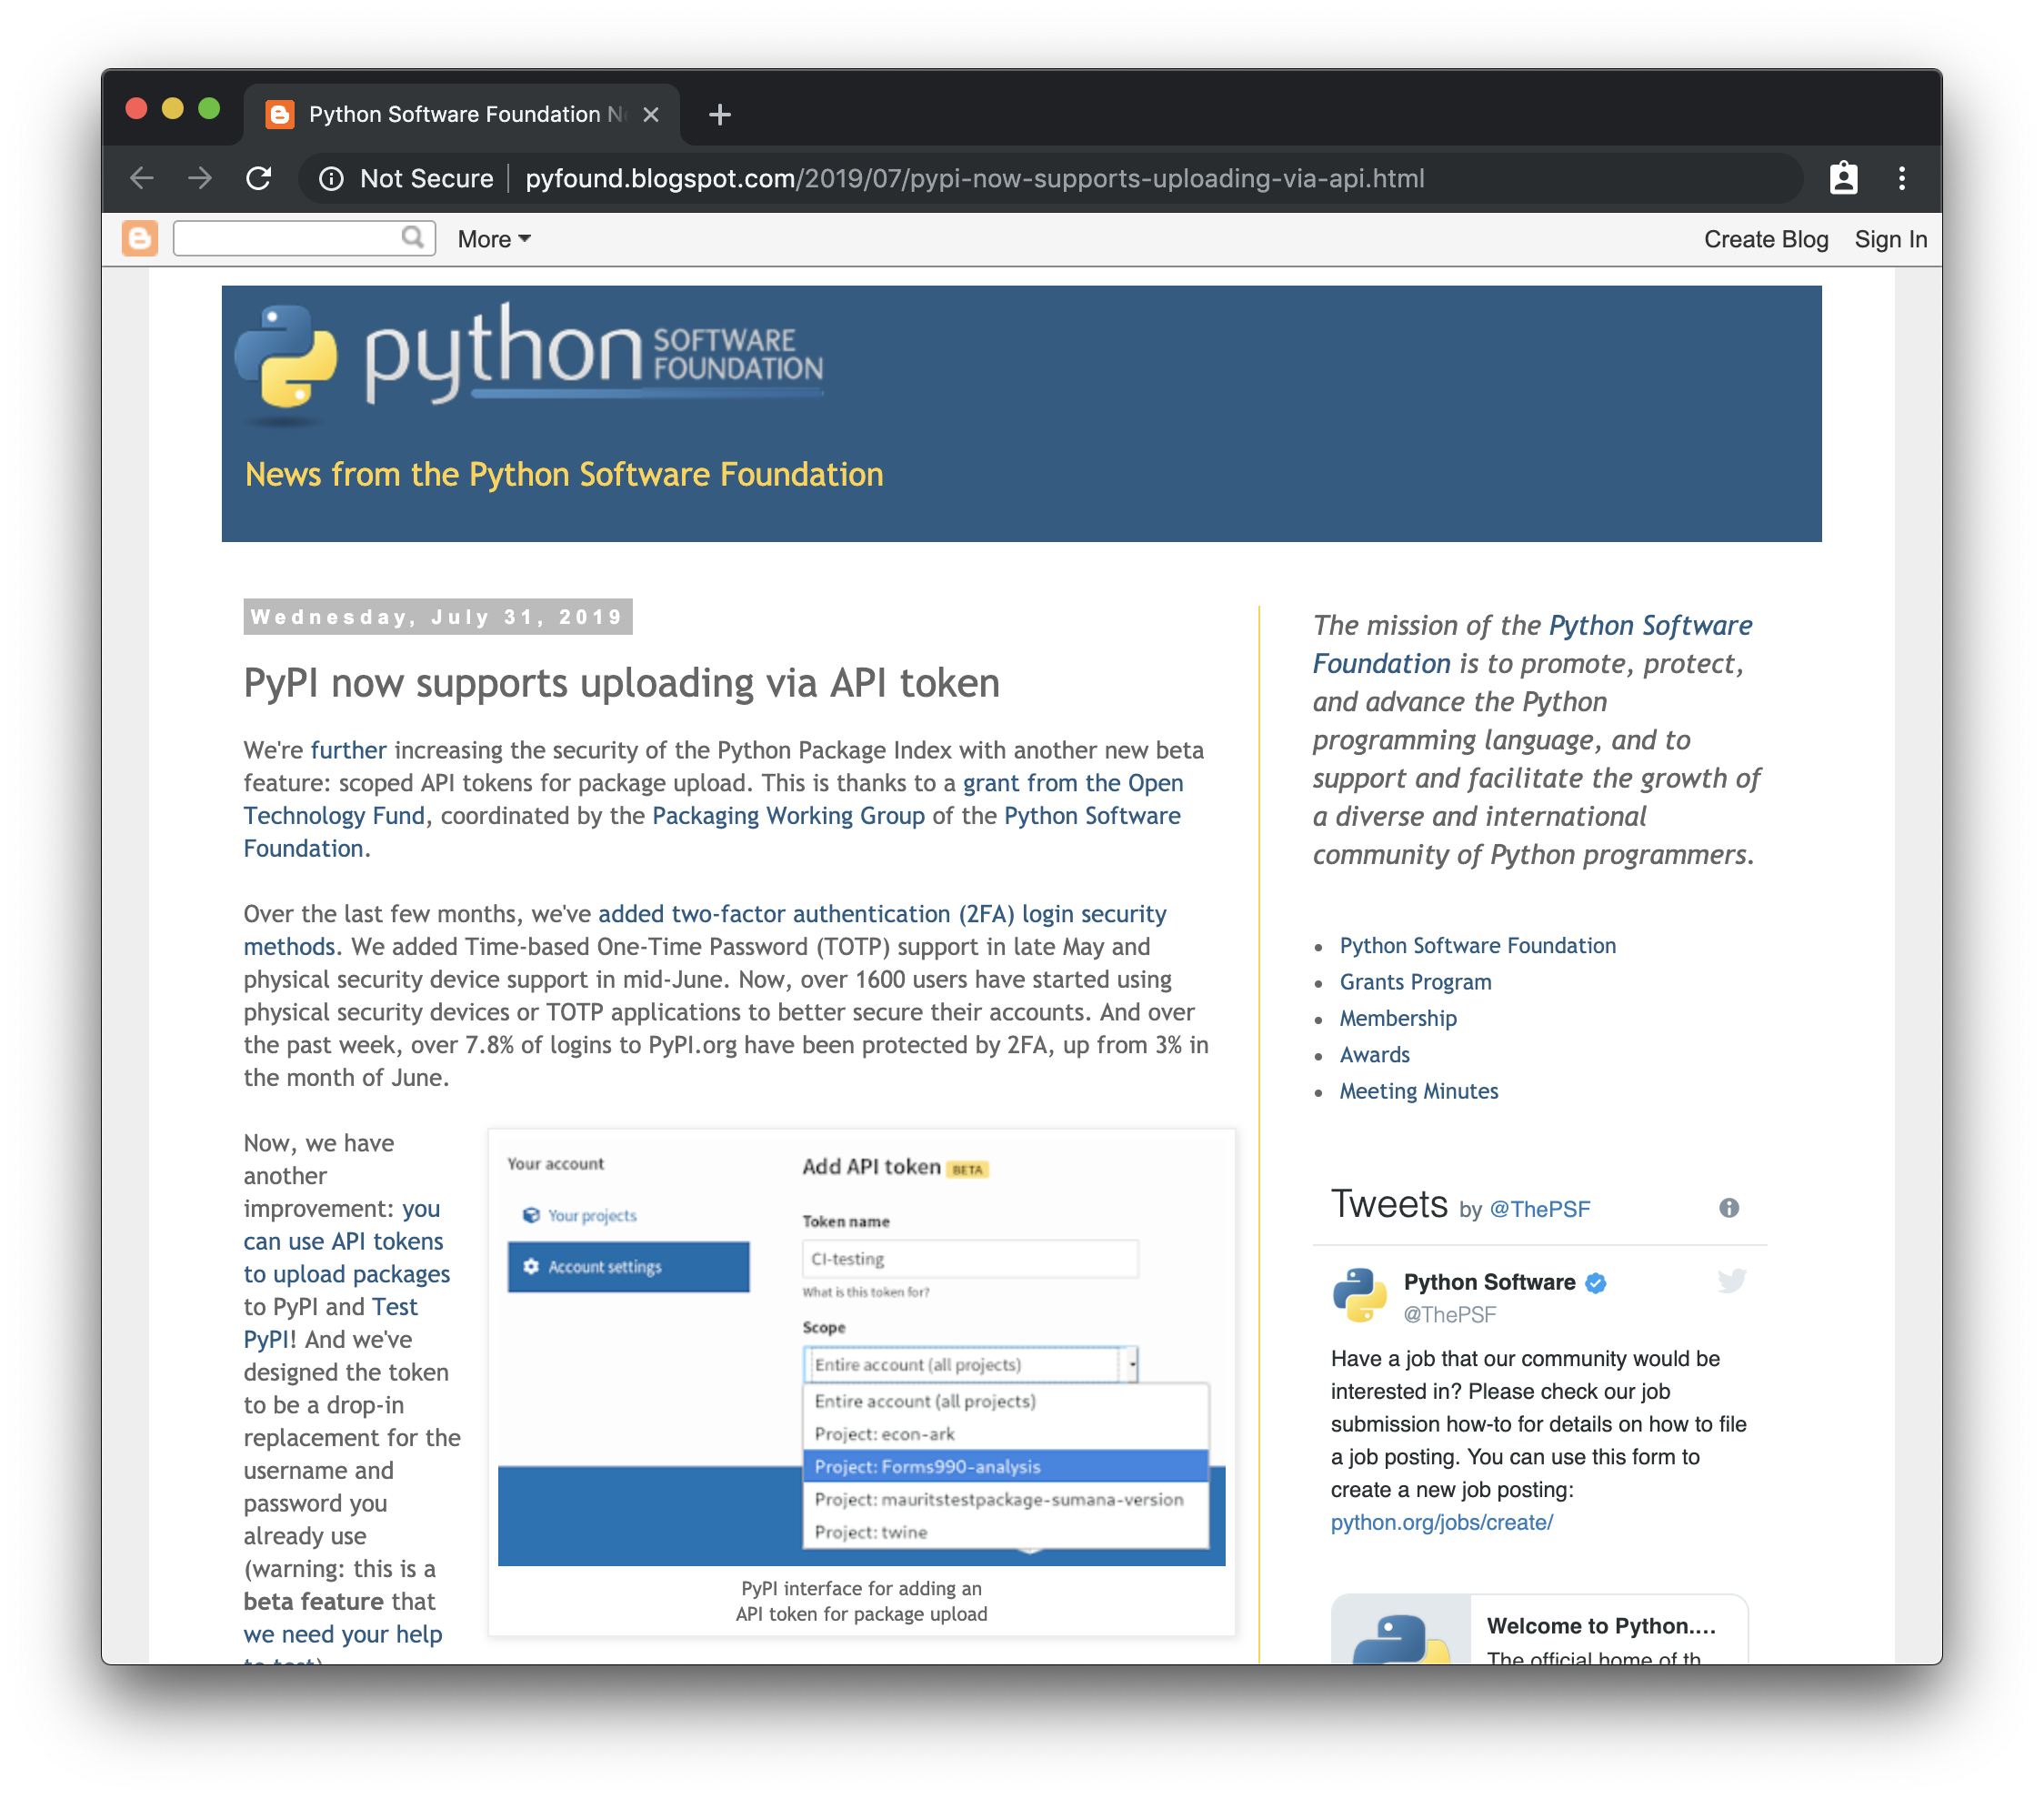 Python Software Foundation
Not Secure pyfound.blogspot.com/2019/07/pypi-now-supports-uploading-via-api.html
More Create Blog Sign In
python SOFTWARE
FOUNDATION
News from the Python Software Foundation
Wednesday, July 31, 2019
PyPI now supports uploading via API token
We're further increasing the security of the Python Package Index with another new beta
feature: scoped API tokens for package upload. This is thanks to a grant from the Open
Technology Fund, coordinated by the Packaging Working Group of the Python Software
Foundation.
Over the last few months, we've added two-factor authentication (2FA) login security
methods. We added Time-based One-Time Password (TOTP) support in late May and
physical security device support in mid-June. Now, over 1600 users have started using
physical security devices or TOTP applications to better secure their accounts. And over
the past week, over 7.8% of logins to PyPI.org have been protected by 2FA, up from 3% in
the month of June.
Now, we have
another
improvement: you
can use API tokens
to upload packages
to PyPI and Test
PyPI! And we've
designed the token
to be a drop-in
replacement for the
username and
password you
already use
(warning: this is a
beta feature that
we need your help
Your account
Your projects
Account settings
Add API token BETA
Token name
CI-testing
What is this token for?
Scope
Entire account (all projects)
Entire account (all projects)
Project: econ-ark
Project: Forms990-analysis
Project: mauritstestpackage-sumana-version
Project: twine
PyPI interface for adding an
API token for package upload
The mission of the Python Software
Foundation is to promote, protect,
and advance the Python
programming language, and to
support and facilitate the growth of
a diverse and international
community of Python programmers.
Python Software Foundation
Grants Program
Membership
Awards
Meeting Minutes
Tweets by @ThePSF
Python Software
@ThePSF
Have a job that our community would be
interested in? Please check our job
submission how-to for details on how to file
a job posting. You can use this form to
create a new job posting:
python.org/jobs/create/
Welcome to Python....
The official home of th